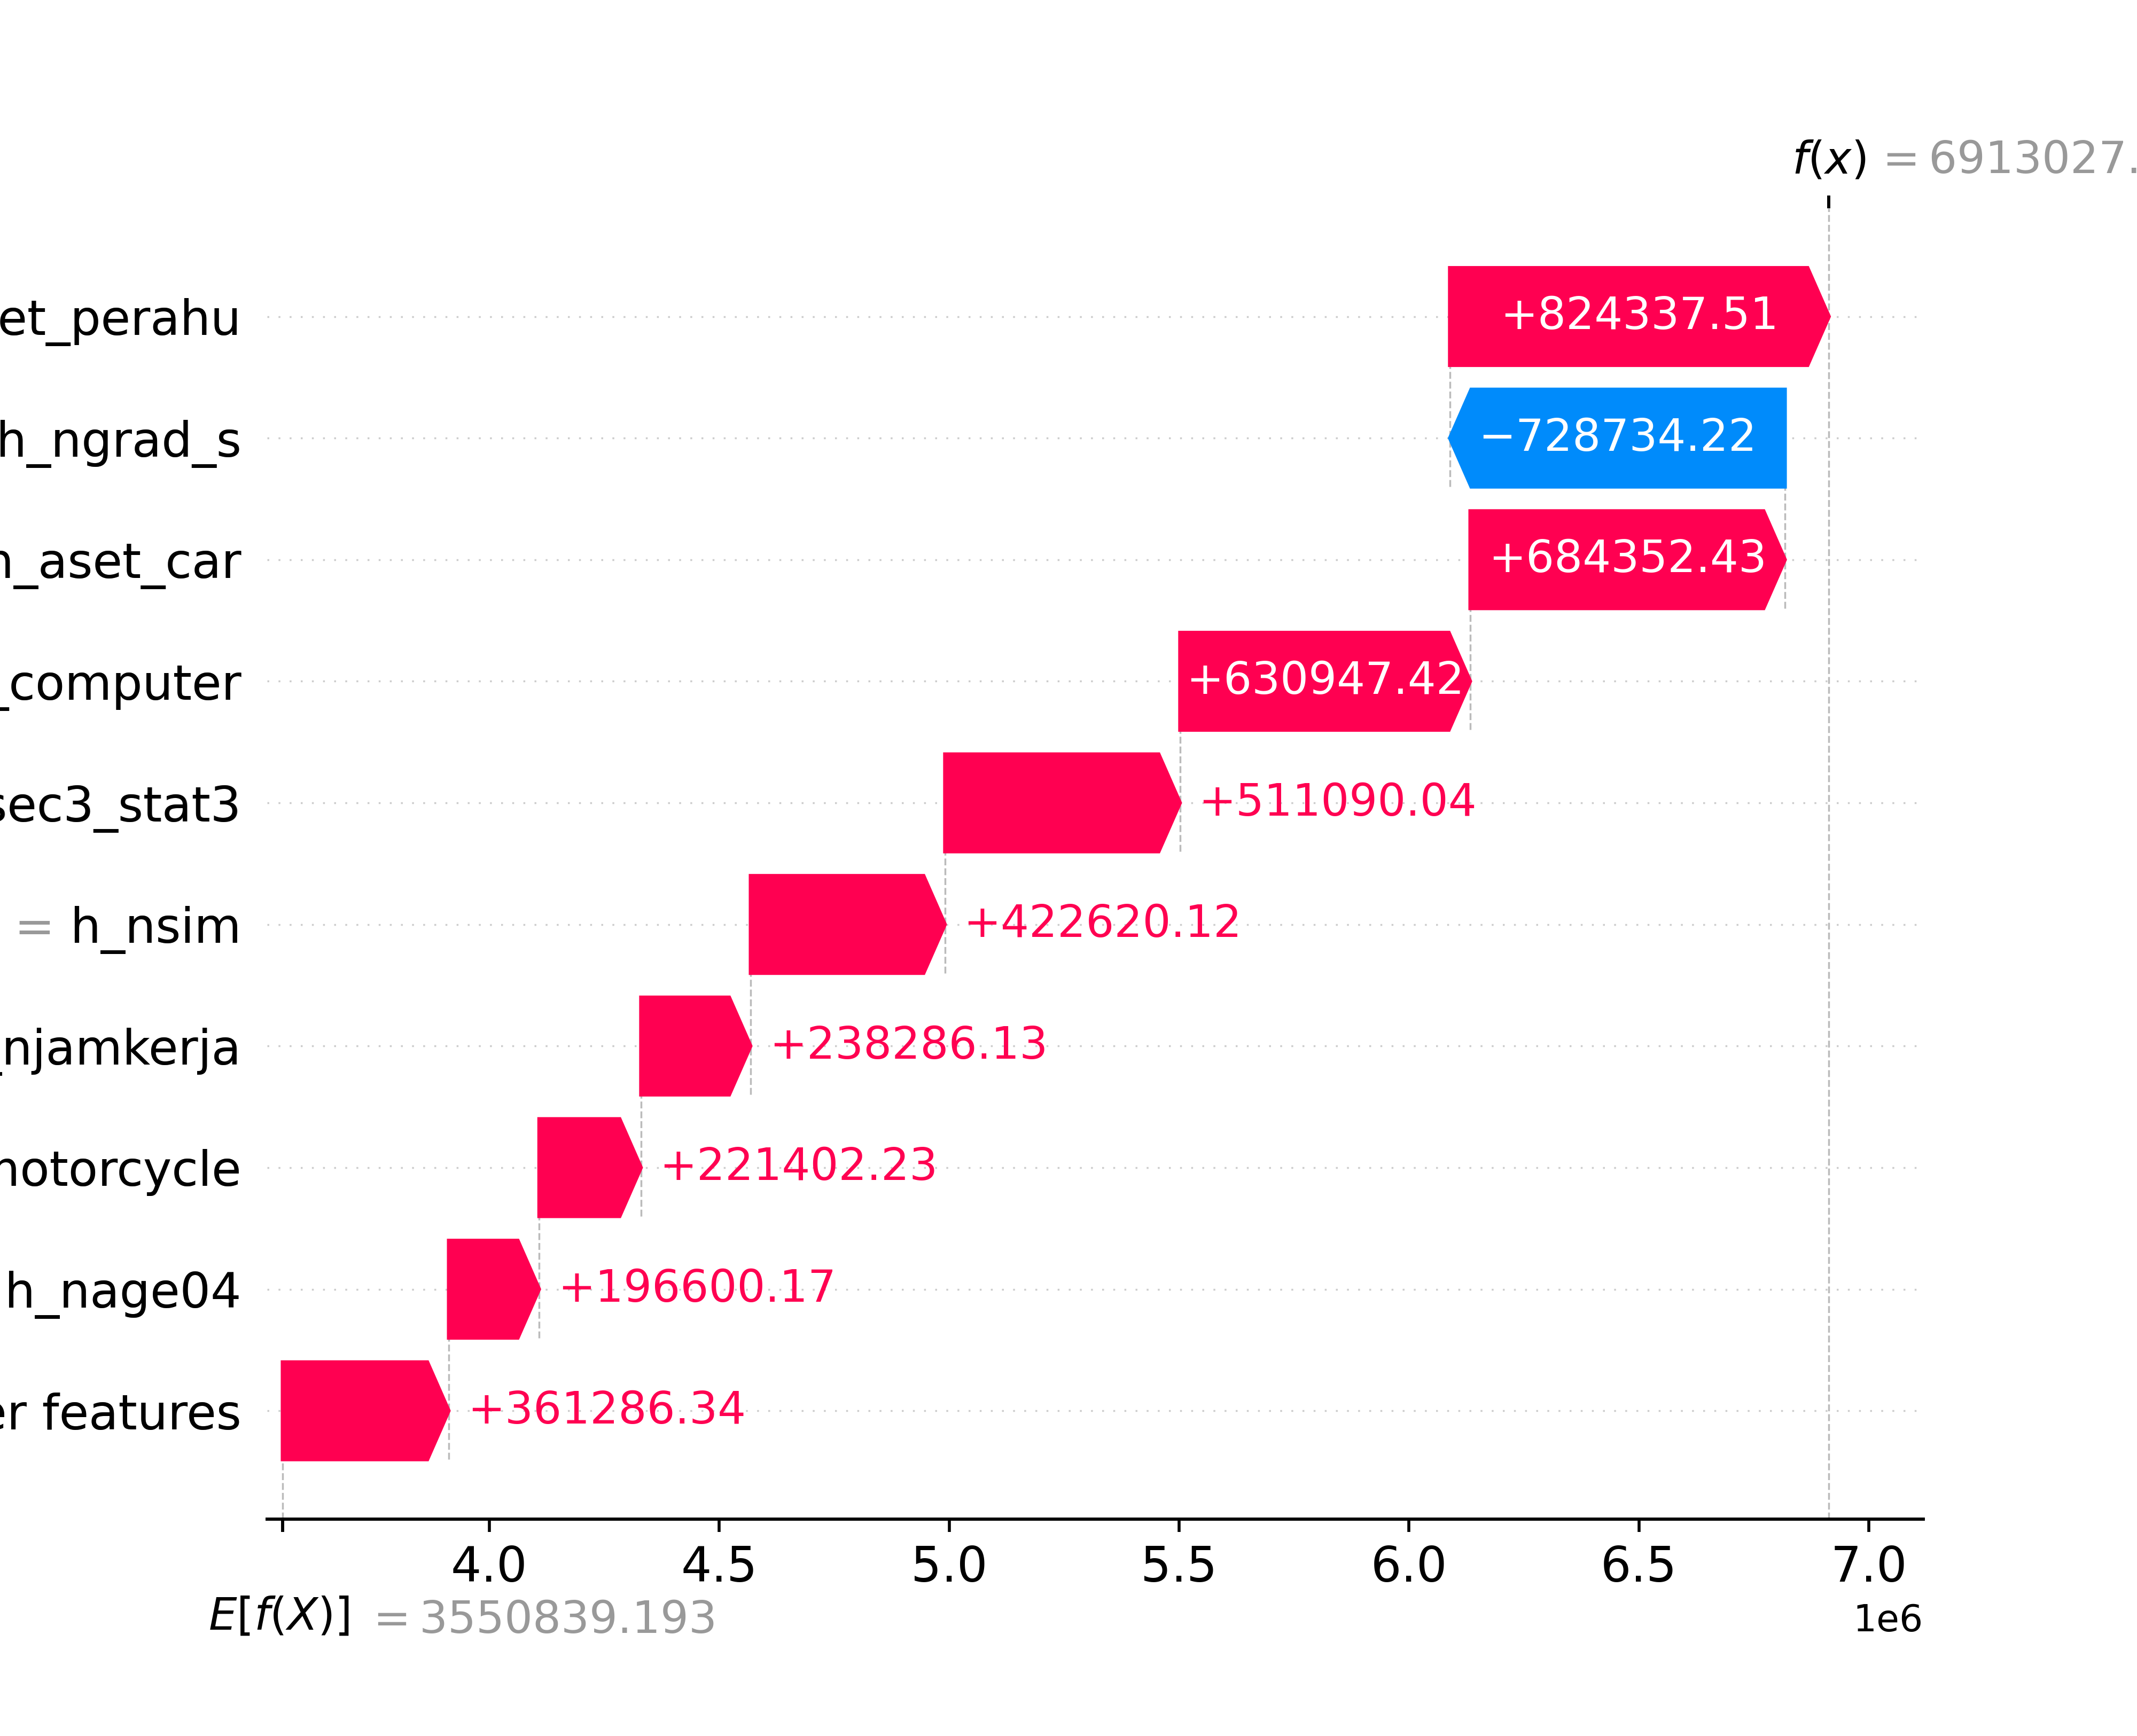 f(x) = 6913027.
et_perahu +824337.51
h_ngrad_s −728734.22
_aset_car +684352.43
_computer +630947.42
sec3_stat3 +511090.04
= h_nsim +422620.12
njamkerja +238286.13
motorcycle +221402.23
h_nage04 +196600.17
er features +361286.34
4.0 4.5 5.0 5.5 6.0 6.5 7.0
E[f(X)] = 3550839.193 1e6